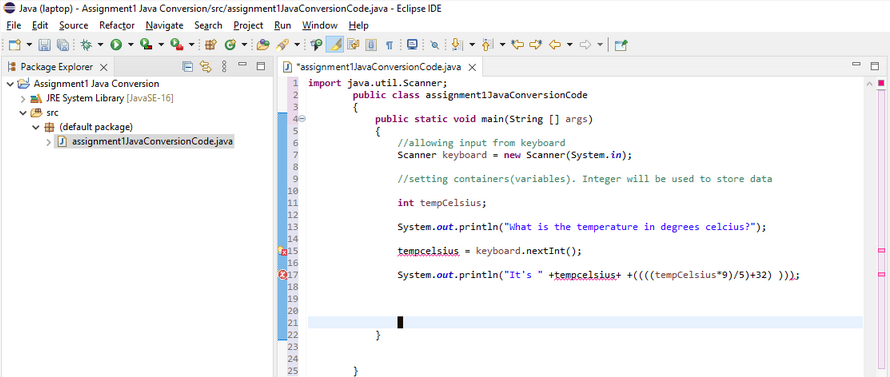 Java (laptop) - Assignment1 Java Conversion/src/assignment1JavaConversionCode.java - Eclipse IDE
File Edit Source Refactor Navigate Search Project Run Window Help
Package Explorer
Assignment1 Java Conversion
JRE System Library [JavaSE-16]
src
(default package)
assignment1JavaConversionCode.java
*assignment1JavaConversionCode.java
1 import java.util.Scanner;
2 public class assignment1JavaConversionCode
3 {
4 public static void main(String [] args)
5 {
6 //allowing input from keyboard
7 Scanner keyboard = new Scanner(System.in);
8
9 //setting containers(variables). Integer will be used to store data
10
11 int tempCelsius;
12
13 System.out.println("What is the temperature in degrees celcius?");
14
15 tempcelsius = keyboard.nextInt();
16
17 System.out.println("It's " +tempcelsius+ +((((tempCelsius*9)/5)+32) )));
18
19
20
21
22 }
23
24
25 }